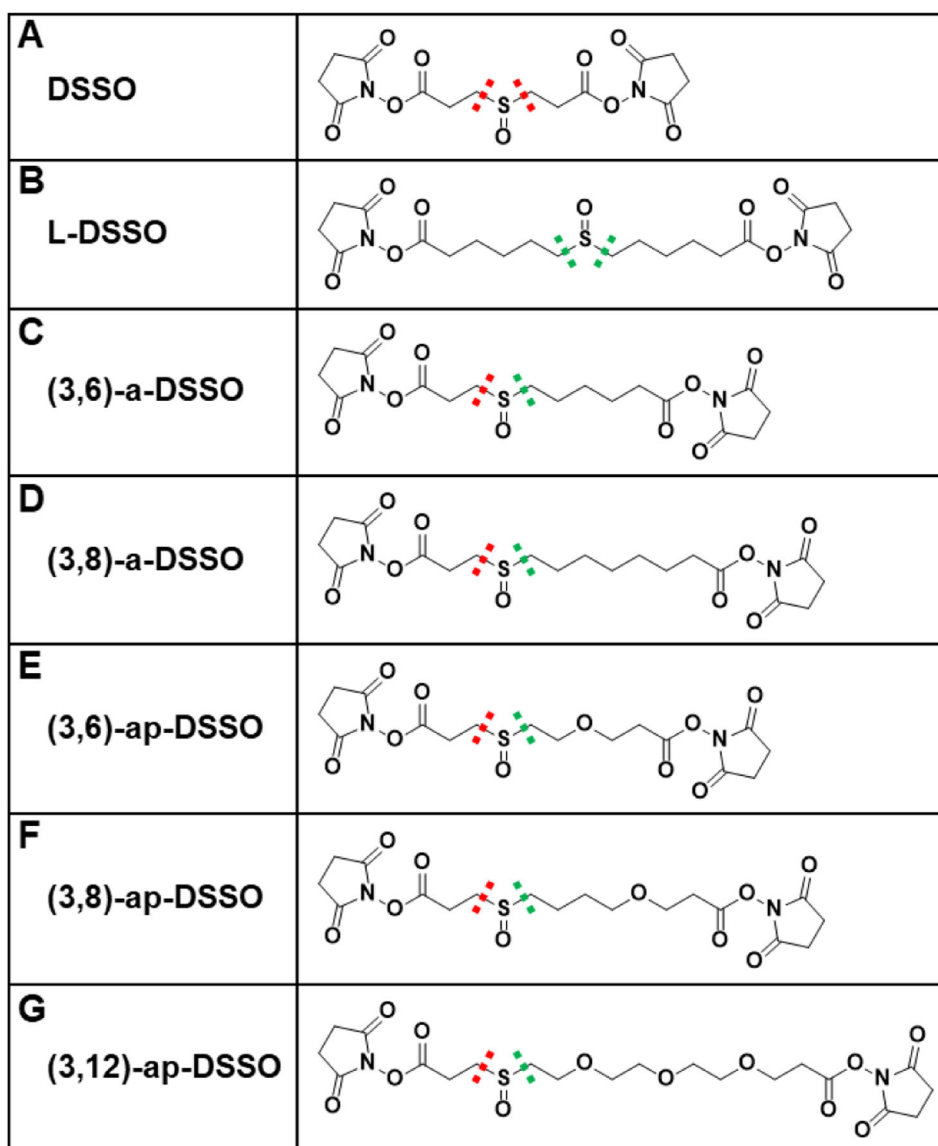 A
O O
O O
DSSO
N N
O S O
O O O
B
O O
O O O
L-DSSO
N S N
O O
O O
C
O
O O
(3,6)-a-DSSO
N O
O S N
O O O
O
D
O
O O
(3,8)-a-DSSO
N O
O S N
O O O
O
E
O
O O
(3,6)-ap-DSSO
N O O
O S N
O O O
O
F
O
O O
(3,8)-ap-DSSO
N O O
O S N
O O O
O
G
O
O O
(3,12)-ap-DSSO
N O O O O
O S N
O O O
O